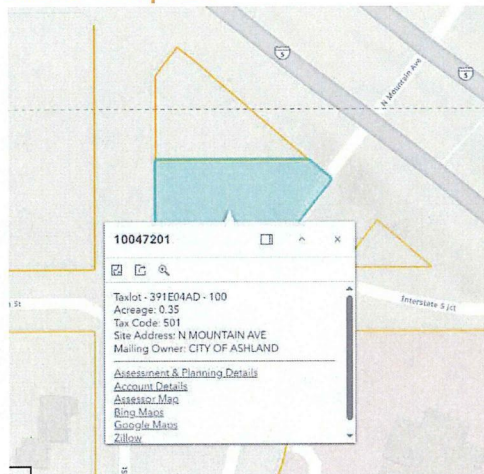 5
N Mountain Ave
5
10047201
Taxlot - 391E04AD - 100
Acreage: 0.35
Tax Code: 501
Site Address: N MOUNTAIN AVE
Mailing Owner: CITY OF ASHLAND
Assessment & Planning Details
Account Details
Assessor Map
Bing Maps
Google Maps
Zillow
St
Interstate 5 Jct
St